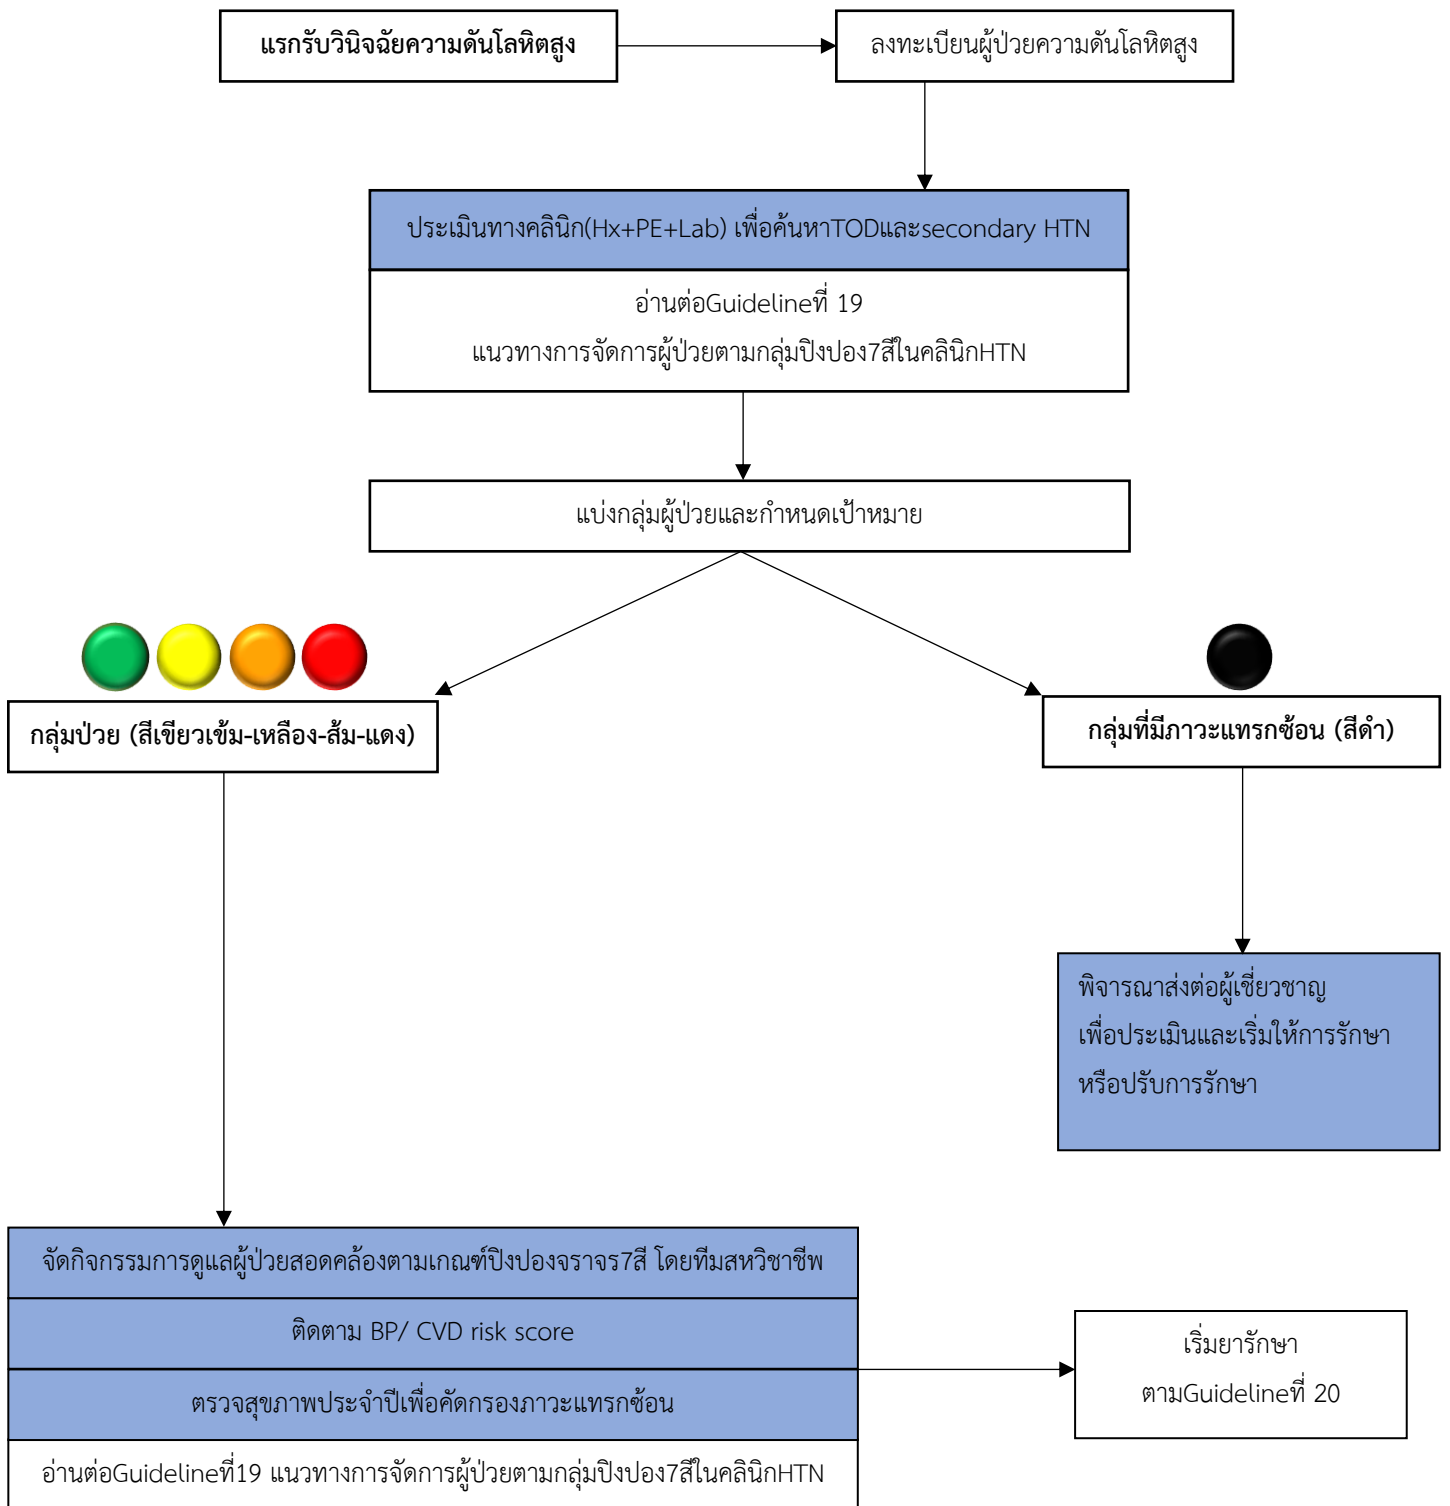 แรกรับวินิจฉัยความดันโลหิตสูง
ลงทะเบียนผู้ป่วยความดันโลหิตสูง
ประเมินทางคลินิก(Hx+PE+Lab) เพื่อค้นหาTODและsecondary HTN
อ่านต่อGuidelineที่ 19
แนวทางการจัดการผู้ป่วยตามกลุ่มปิงปอง7สีในคลินิกHTN
แบ่งกลุ่มผู้ป่วยและกำหนดเป้าหมาย
กลุ่มป่วย (สีเขียวเข้ม-เหลือง-ส้ม-แดง)
กลุ่มที่มีภาวะแทรกซ้อน (สีดำ)
พิจารณาส่งต่อผู้เชี่ยวชาญ
เพื่อประเมินและเริ่มให้การรักษา
หรือปรับการรักษา
จัดกิจกรรมการดูแลผู้ป่วยสอดคล้องตามเกณฑ์ปิงปองจราจร7สี โดยทีมสหวิชาชีพ
ติดตาม BP/ CVD risk score
ตรวจสุขภาพประจำปีเพื่อคัดกรองภาวะแทรกซ้อน
อ่านต่อGuidelineที่19 แนวทางการจัดการผู้ป่วยตามกลุ่มปิงปอง7สีในคลินิกHTN
เริ่มยารักษา
ตามGuidelineที่ 20